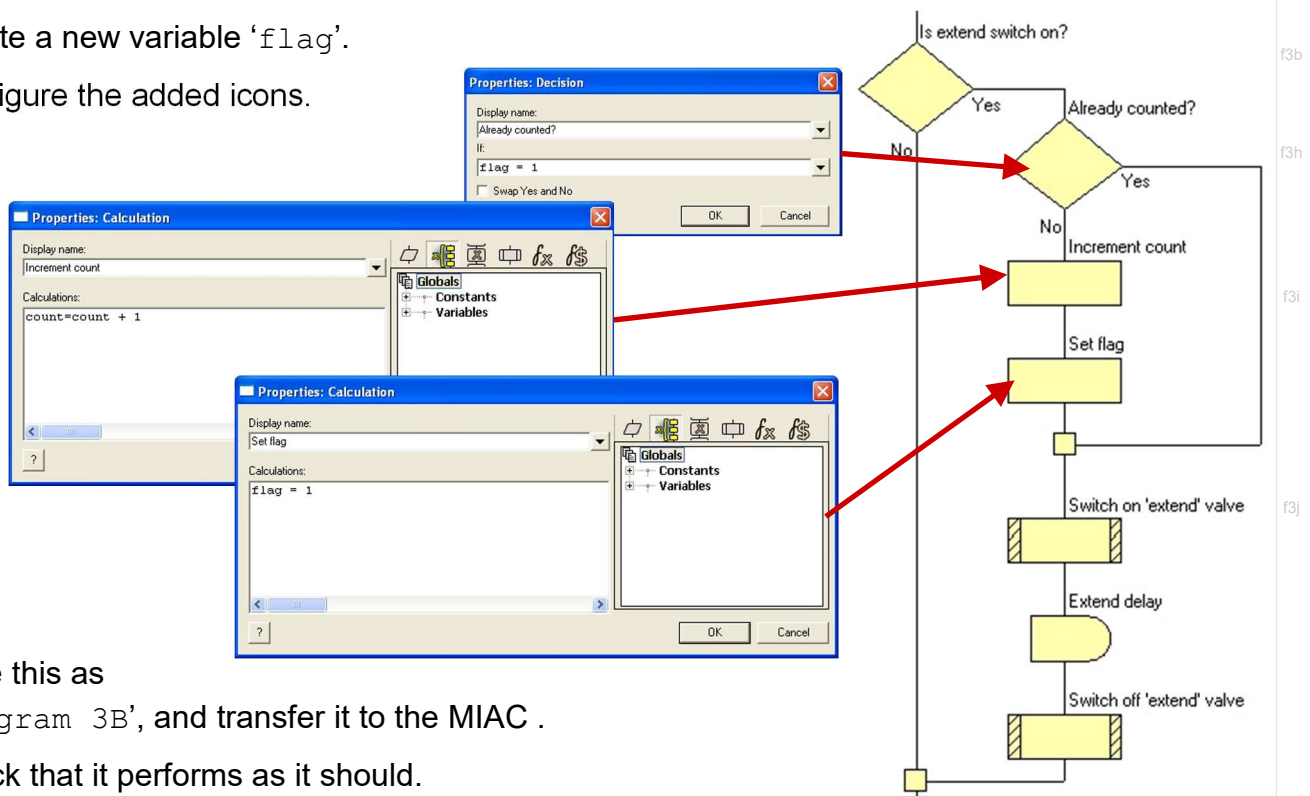 te a new variable ‘flag’.
igure the added icons.
Properties: Decision
Display name:
Already counted?
If:
flag = 1
Swap Yes and No
OK Cancel
Properties: Calculation
Display name:
Increment count
Calculations:
count=count + 1
?
Globals
Constants
Variables
Properties: Calculation
Display name:
Set flag
Calculations:
flag = 1
?
Globals
Constants
Variables
OK Cancel
e this as
gram 3B’, and transfer it to the MIAC .
ck that it performs as it should.
Is extend switch on?
Yes
No
Already counted?
Yes
No
Increment count
Set flag
Switch on 'extend' valve
Extend delay
Switch off 'extend' valve
f3b
f3h
f3i
f3j